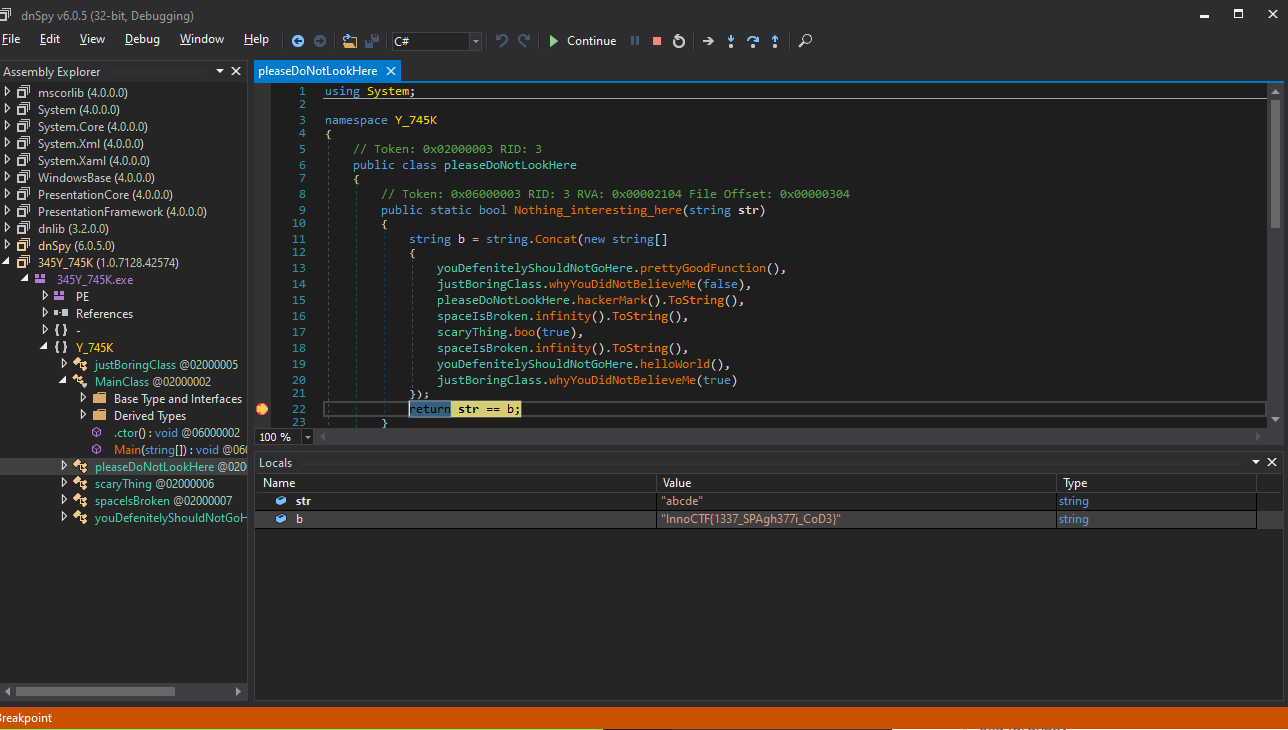 dnSpy v6.0.5 (32-bit, Debugging)
File Edit View Debug Window Help C# Continue
Assembly Explorer
mscorlib (4.0.0.0)
System (4.0.0.0)
System.Core (4.0.0.0)
System.Xml (4.0.0.0)
System.Xaml (4.0.0.0)
WindowsBase (4.0.0.0)
PresentationCore (4.0.0.0)
PresentationFramework (4.0.0.0)
dnlib (3.2.0.0)
dnSpy (6.0.5.0)
345Y_745K (1.0.7128.42574)
345Y_745K.exe
PE
References
{ } -
{ } Y_745K
justBoringClass @02000005
MainClass @02000002
Base Type and Interfaces
Derived Types
.ctor() : void @06000002
Main(string[]) : void @06
pleaseDoNotLookHere @020
scaryThing @02000006
spaceIsBroken @02000007
youDefenitelyShouldNotGoH
pleaseDoNotLookHere
1 using System;
2
3 namespace Y_745K
4 {
5 // Token: 0x02000003 RID: 3
6 public class pleaseDoNotLookHere
7 {
8 // Token: 0x06000003 RID: 3 RVA: 0x00002104 File Offset: 0x00000304
9 public static bool Nothing_interesting_here(string str)
10 {
11 string b = string.Concat(new string[]
12 {
13 youDefenitelyShouldNotGoHere.prettyGoodFunction(),
14 justBoringClass.whyYouDidNotBelieveMe(false),
15 pleaseDoNotLookHere.hackerMark().ToString(),
16 spaceIsBroken.infinity().ToString(),
17 scaryThing.boo(true),
18 spaceIsBroken.infinity().ToString(),
19 youDefenitelyShouldNotGoHere.helloWorld(),
20 justBoringClass.whyYouDidNotBelieveMe(true)
21 });
22 return str == b;
23 }
100 %
Locals
Name Value Type
str "abcde" string
b "InnoCTF{1337_SPAgh377i_CoD3}" string
Breakpoint